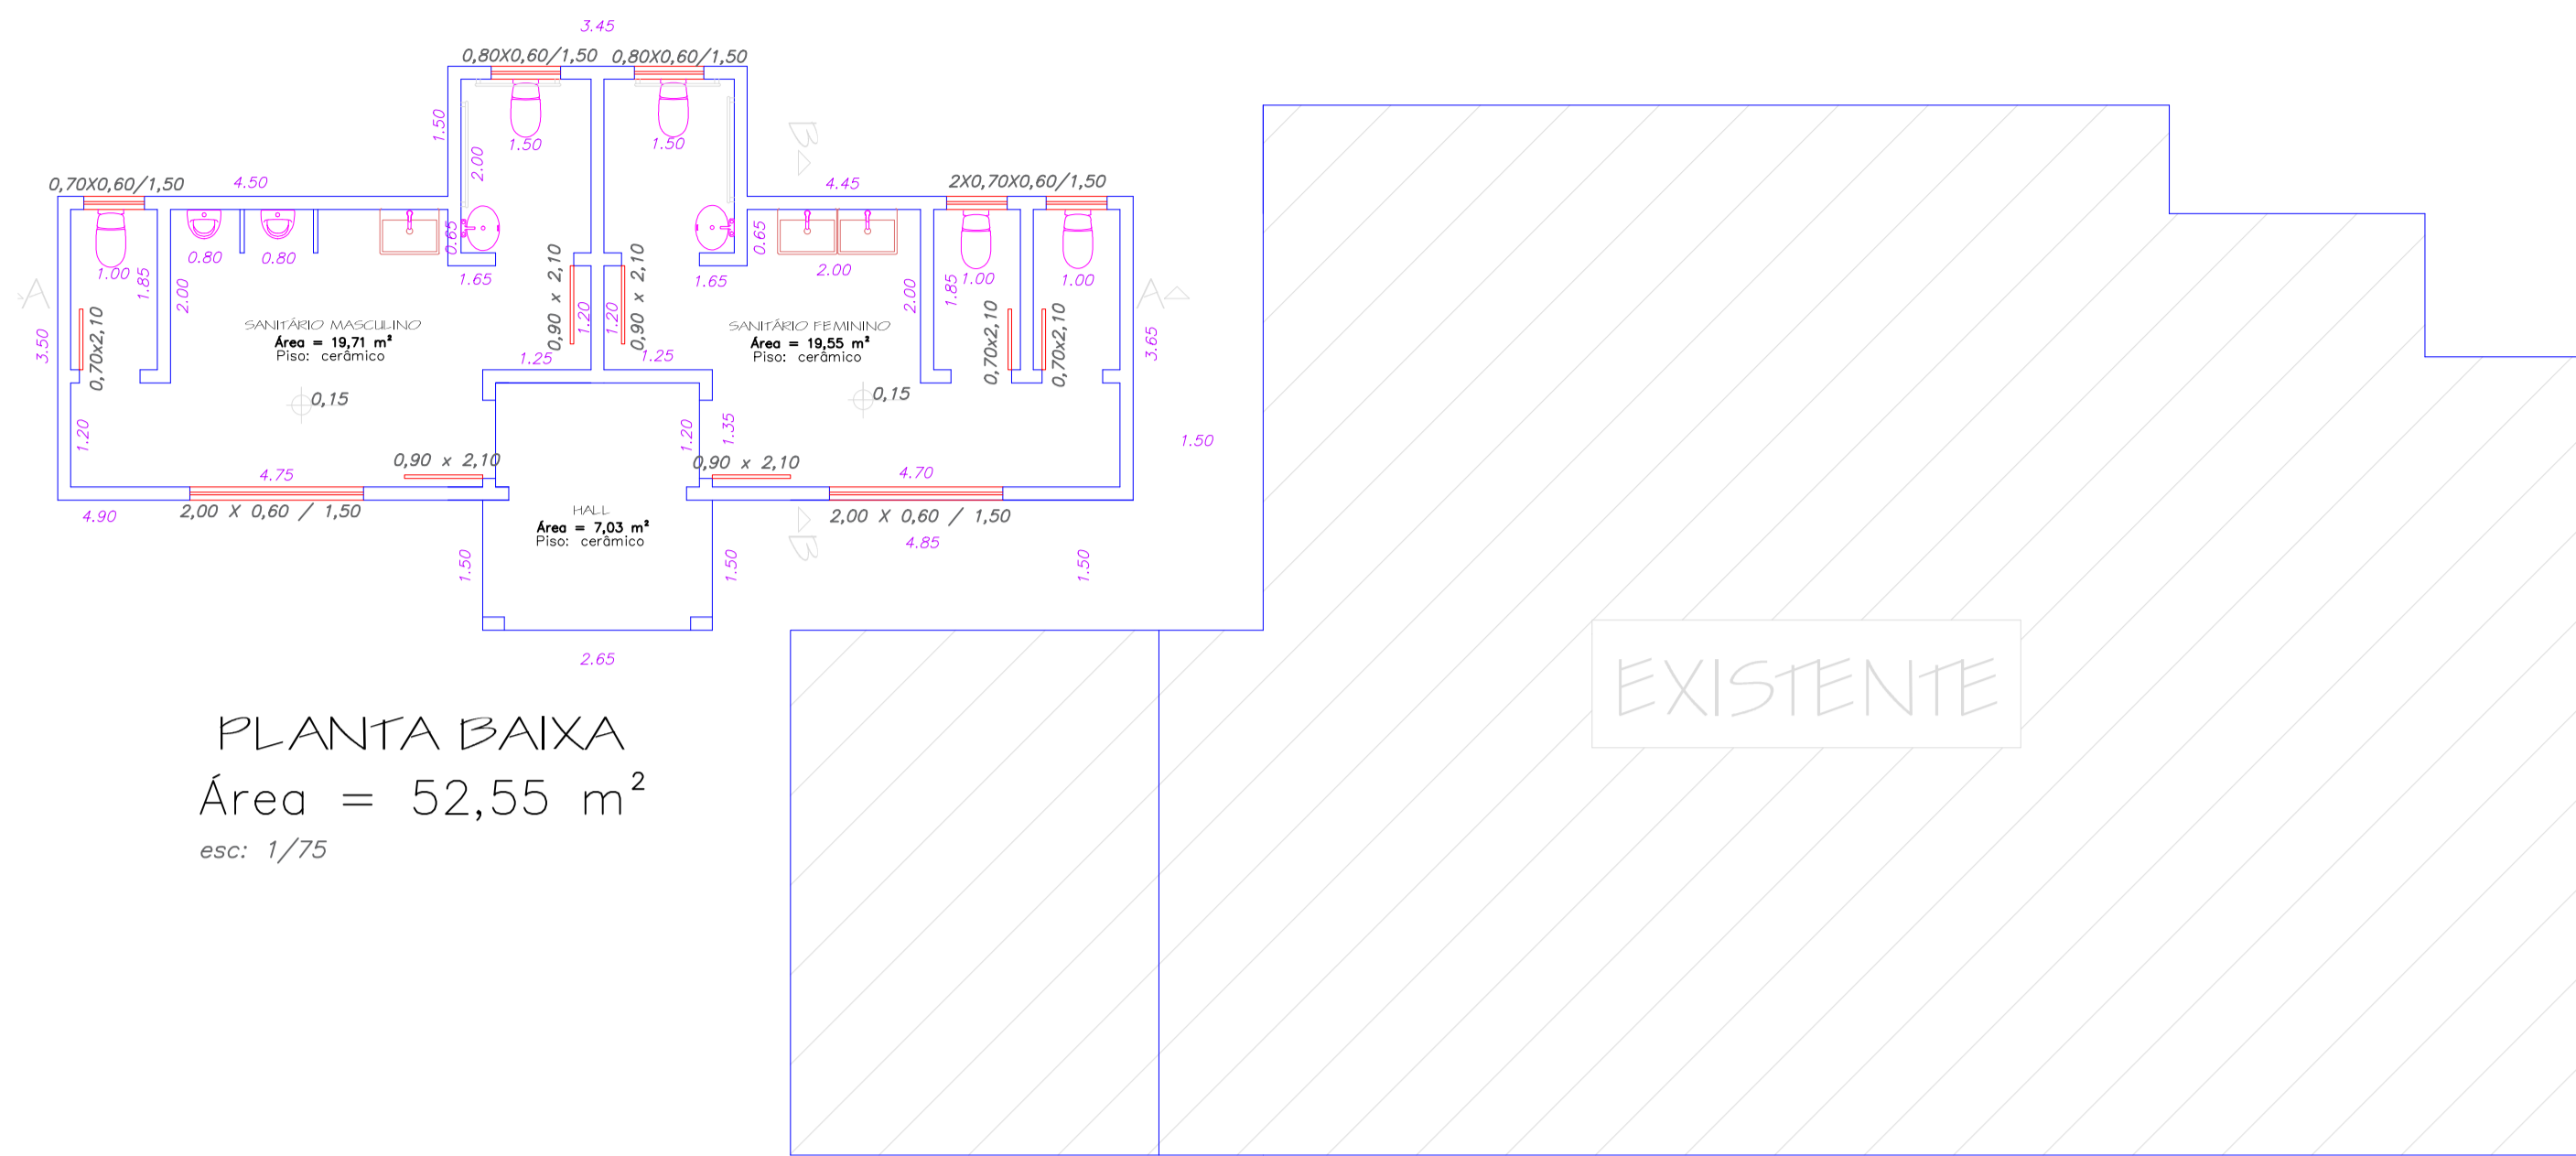 3.45
0,80X0,60/1,50
0,80X0,60/1,50
1.50
2.00
1.50
1.50
B
0,70X0,60/1,50
4.50
4.45
2X0,70X0,60/1,50
0.65
0.65
0.80
0.80
1.00
1.85
2.00
1.65
1.65
2.00
2.00
1.85
1.00
1.00
A
A
0,90 x 2,10
1.20
1.20
0,90 x 2,10
3.50
0,70x2,10
SANITÁRIO MASCULINO
Área = 19,71 m²
Piso: cerâmico
SANITÁRIO FEMININO
Área = 19,55 m²
Piso: cerâmico
0,70x2,10
0,70x2,10
3.65
1.25
1.25
0,15
0,15
1.20
1.20
1.35
1.50
0,90 x 2,10
0,90 x 2,10
4.75
4.70
4.90
2,00 X 0,60 / 1,50
HALL
Área = 7,03 m²
Piso: cerâmico
2,00 X 0,60 / 1,50
4.85
B
1.50
1.50
1.50
2.65
EXISTENTE
PLANTA BAIXA
Área = 52,55 m²
esc: 1/75